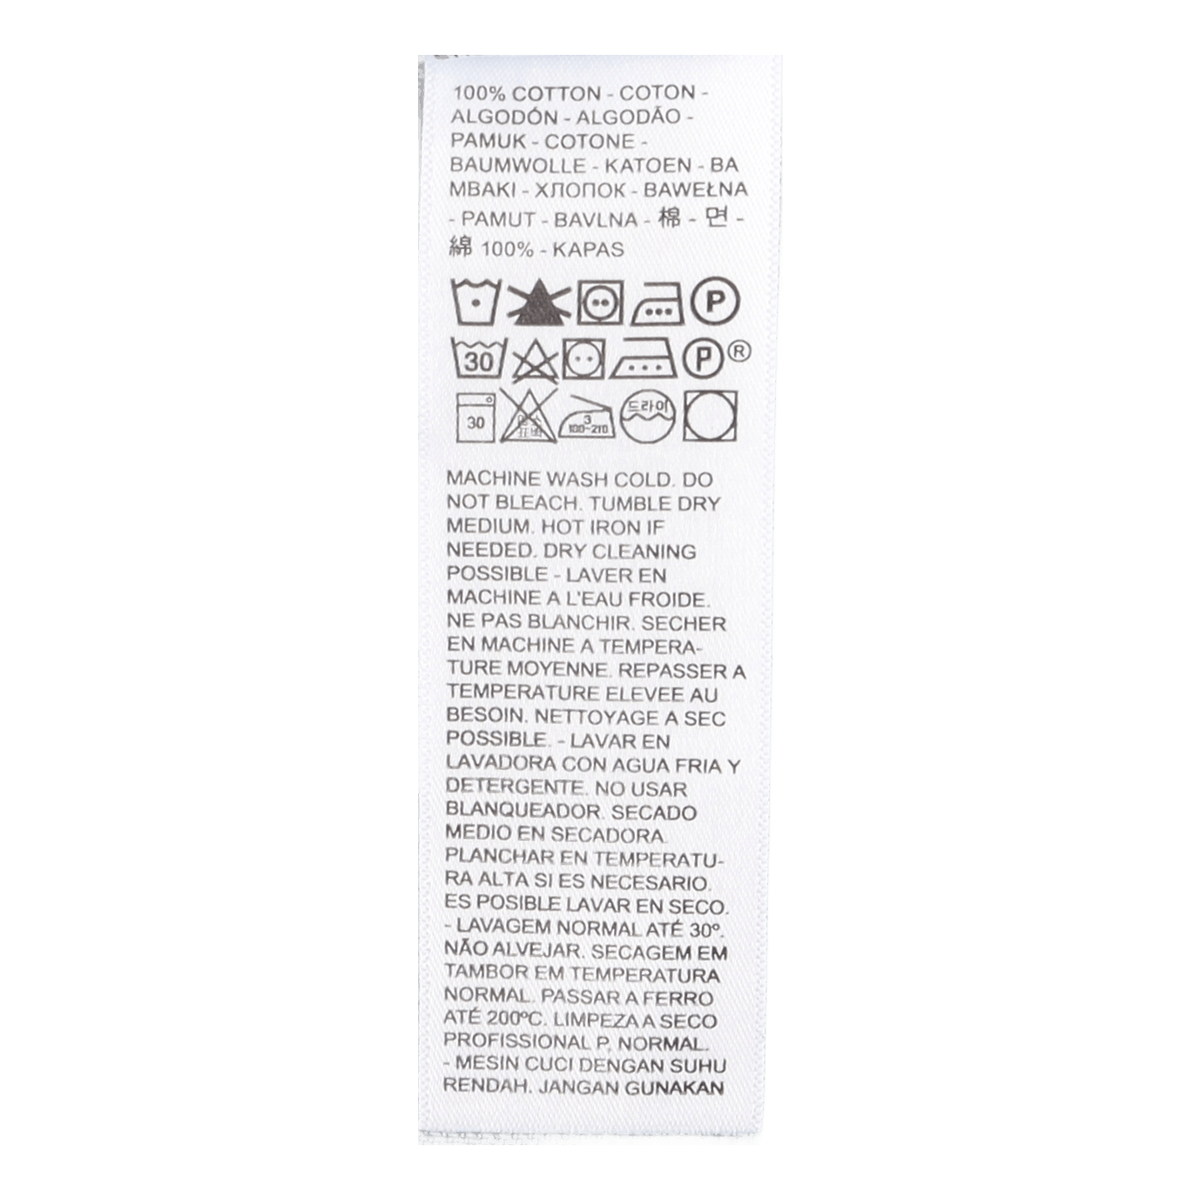 100% COTTON - COTON -
ALGODÓN - ALGODÃO -
PAMUK - COTONE -
BAUMWOLLE - KATOEN - BA
MBAKI - ХЛОПОК - BAWEŁNA
- PAMUT - BAVLNA - 棉 - 면 -
綿 100% - KAPAS
P
30 P ®
30 3 180~210 드라이
MACHINE WASH COLD. DO
NOT BLEACH. TUMBLE DRY
MEDIUM. HOT IRON IF
NEEDED. DRY CLEANING
POSSIBLE - LAVER EN
MACHINE A L'EAU FROIDE.
NE PAS BLANCHIR. SECHER
EN MACHINE A TEMPERA-
TURE MOYENNE. REPASSER A
TEMPERATURE ELEVEE AU
BESOIN. NETTOYAGE A SEC
POSSIBLE. - LAVAR EN
LAVADORA CON AGUA FRIA Y
DETERGENTE. NO USAR
BLANQUEADOR. SECADO
MEDIO EN SECADORA.
PLANCHAR EN TEMPERATU-
RA ALTA SI ES NECESARIO.
ES POSIBLE LAVAR EN SECO.
- LAVAGEM NORMAL ATÉ 30º.
NÃO ALVEJAR. SECAGEM EM
TAMBOR EM TEMPERATURA
NORMAL. PASSAR A FERRO
ATÉ 200ºC. LIMPEZA A SECO
PROFISSIONAL P, NORMAL.
- MESIN CUCI DENGAN SUHU
RENDAH. JANGAN GUNAKAN